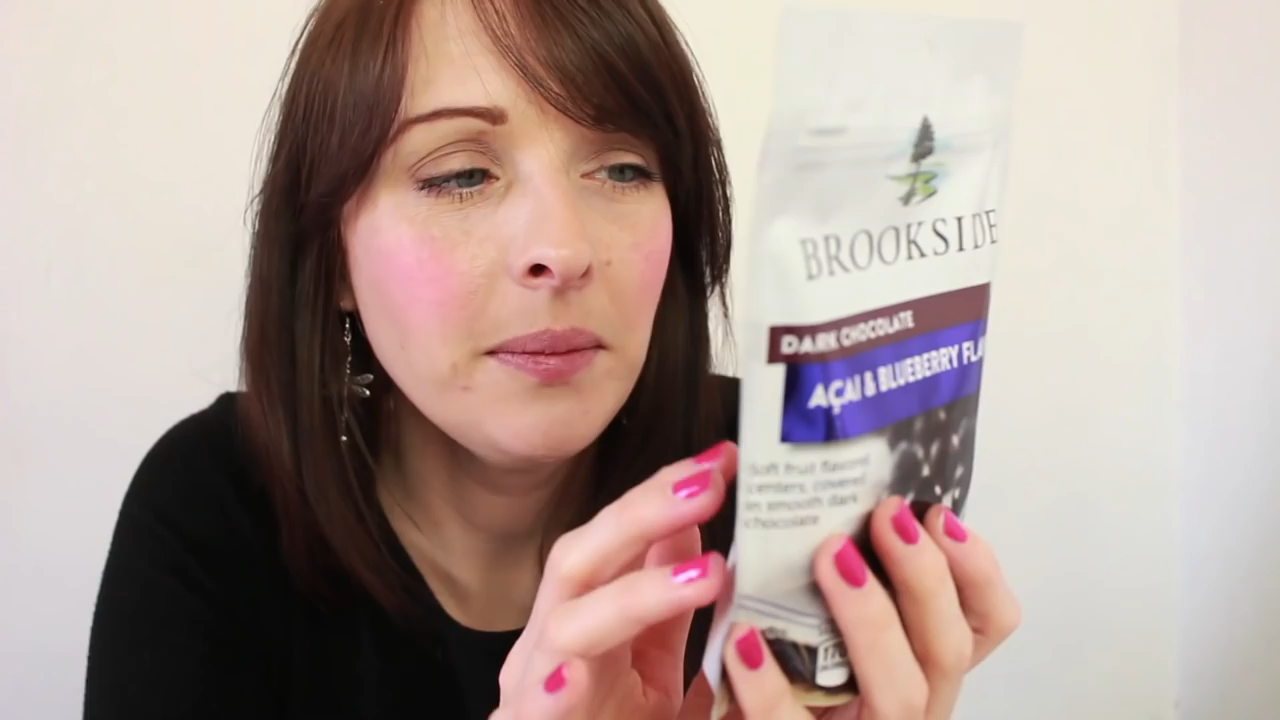 BROOKSIDE
DARK CHOCOLATE
AÇAI & BLUEBERRY FLA
Soft fruit flavored
centers, covered
in smooth dark
chocolate